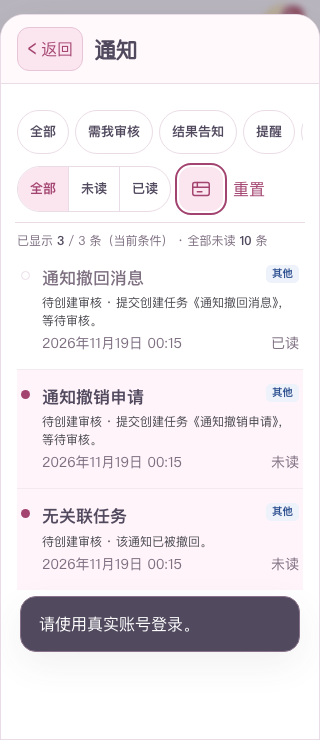 返回 通知
全部 需我审核 结果告知 提醒
全部 未读 已读 重置
已显示 3 / 3 条（当前条件） · 全部未读 10 条
通知撤回消息 其他
待创建审核 · 提交创建任务《通知撤回消息》，
等待审核。
2026年11月19日 00:15 已读
通知撤销申请 其他
待创建审核 · 提交创建任务《通知撤销申请》，
等待审核。
2026年11月19日 00:15 未读
无关联任务 其他
待创建审核 · 该通知已被撤回。
2026年11月19日 00:15 未读
请使用真实账号登录。